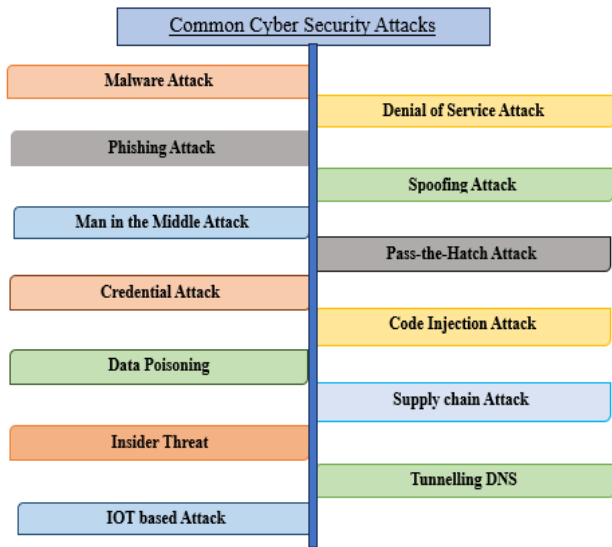 Common Cyber Security Attacks
Malware Attack
Denial of Service Attack
Phishing Attack
Spoofing Attack
Man in the Middle Attack
Pass-the-Hatch Attack
Credential Attack
Code Injection Attack
Data Poisoning
Supply chain Attack
Insider Threat
Tunnelling DNS
IOT based Attack